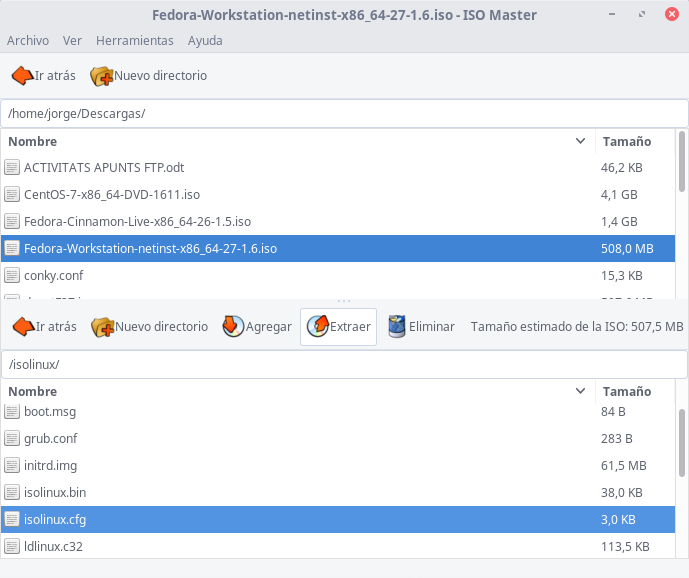 Fedora-Workstation-netinst-x86_64-27-1.6.iso - ISO Master
Archivo Ver Herramientas Ayuda
Ir atrás Nuevo directorio
/home/jorge/Descargas/
Nombre Tamaño
ACTIVITATS APUNTS FTP.odt 46,2 KB
CentOS-7-x86_64-DVD-1611.iso 4,1 GB
Fedora-Cinnamon-Live-x86_64-26-1.5.iso 1,4 GB
Fedora-Workstation-netinst-x86_64-27-1.6.iso 508,0 MB
conky.conf 15,3 KB
Ir atrás Nuevo directorio Agregar Extraer Eliminar Tamaño estimado de la ISO: 507,5 MB
/isolinux/
Nombre Tamaño
boot.msg 84 B
grub.conf 283 B
initrd.img 61,5 MB
isolinux.bin 38,0 KB
isolinux.cfg 3,0 KB
ldlinux.c32 113,5 KB